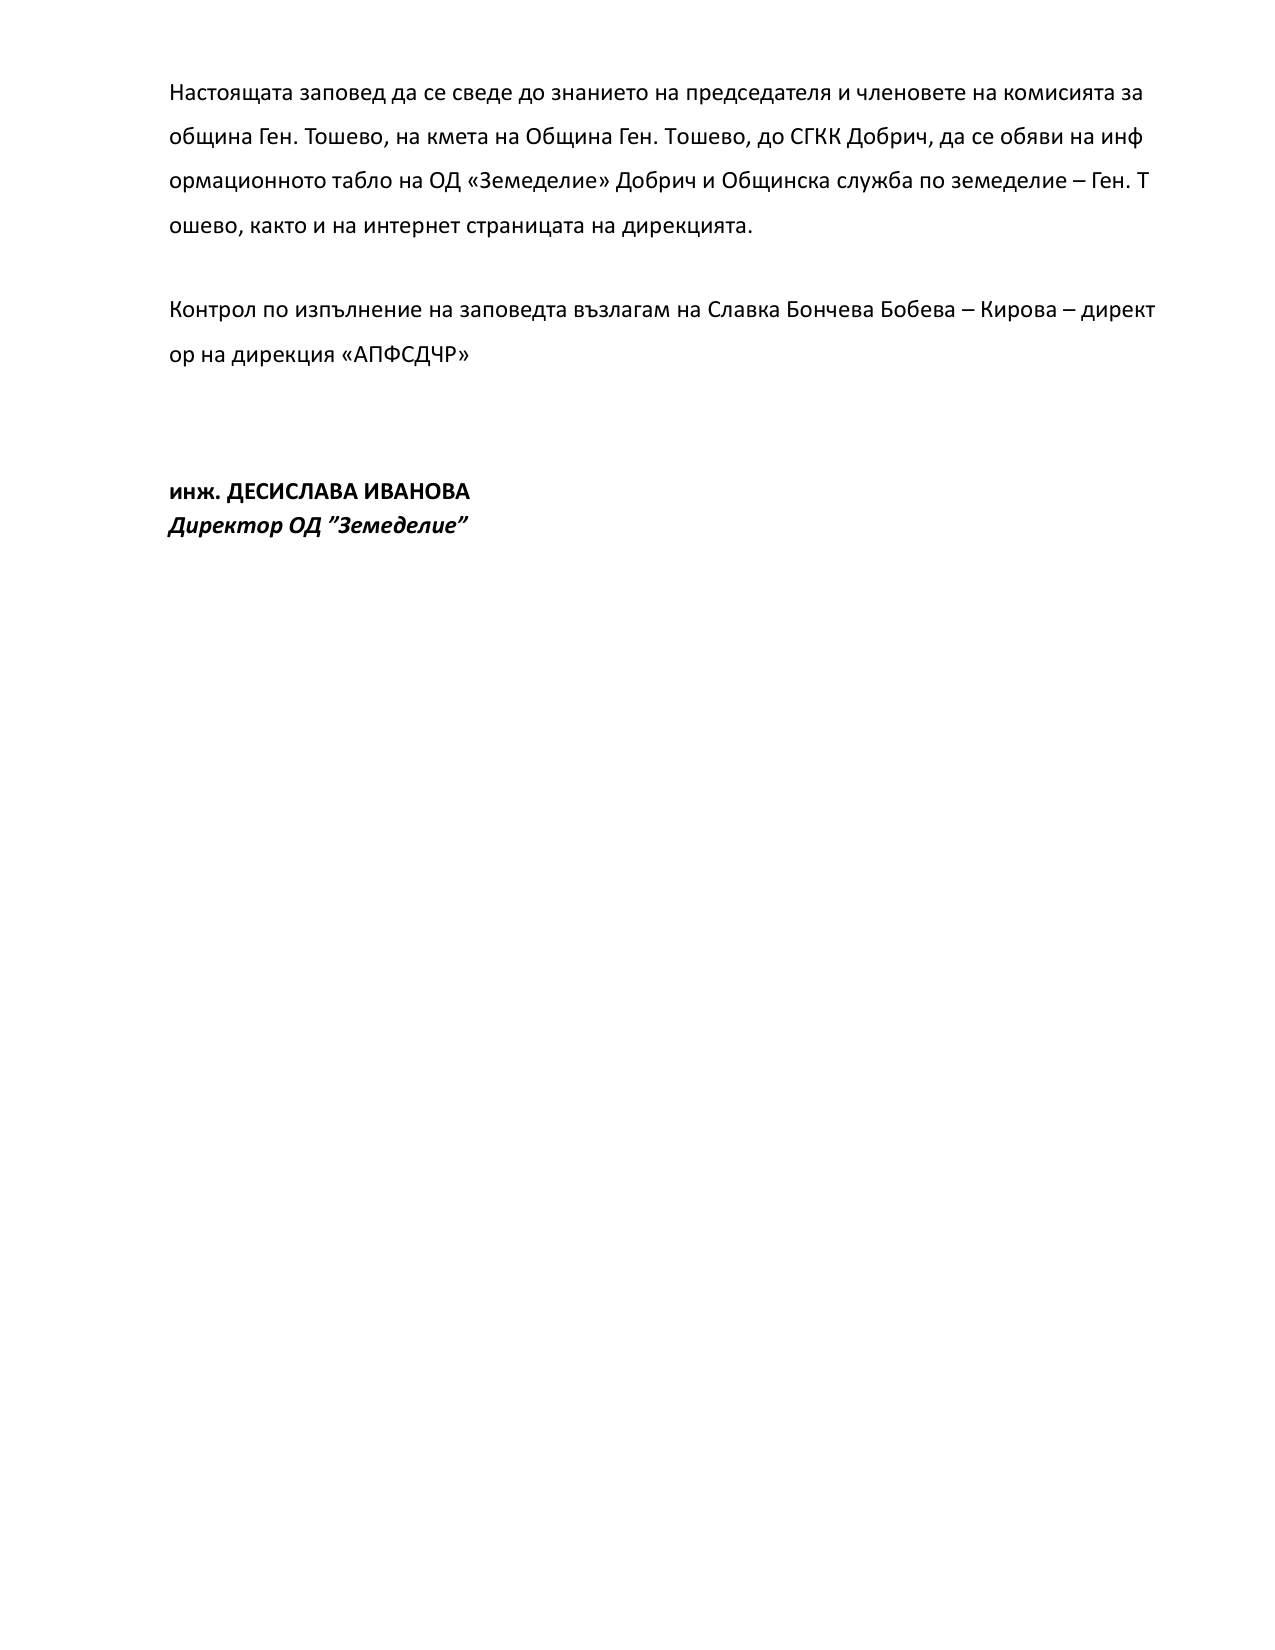 Настоящата заповед да се сведе до знанието на председателя и членовете на комисията за
община Ген. Тошево, на кмета на Община Ген. Тошево, до СГКК Добрич, да се обяви на инф
ормационното табло на ОД «Земеделие» Добрич и Общинска служба по земеделие – Ген. Т
ошево, както и на интернет страницата на дирекцията.
Контрол по изпълнение на заповедта възлагам на Славка Бончева Бобева – Кирова – директ
ор на дирекция «АПФСДЧР»
инж. ДЕСИСЛАВА ИВАНОВА
Директор ОД ”Земеделие”